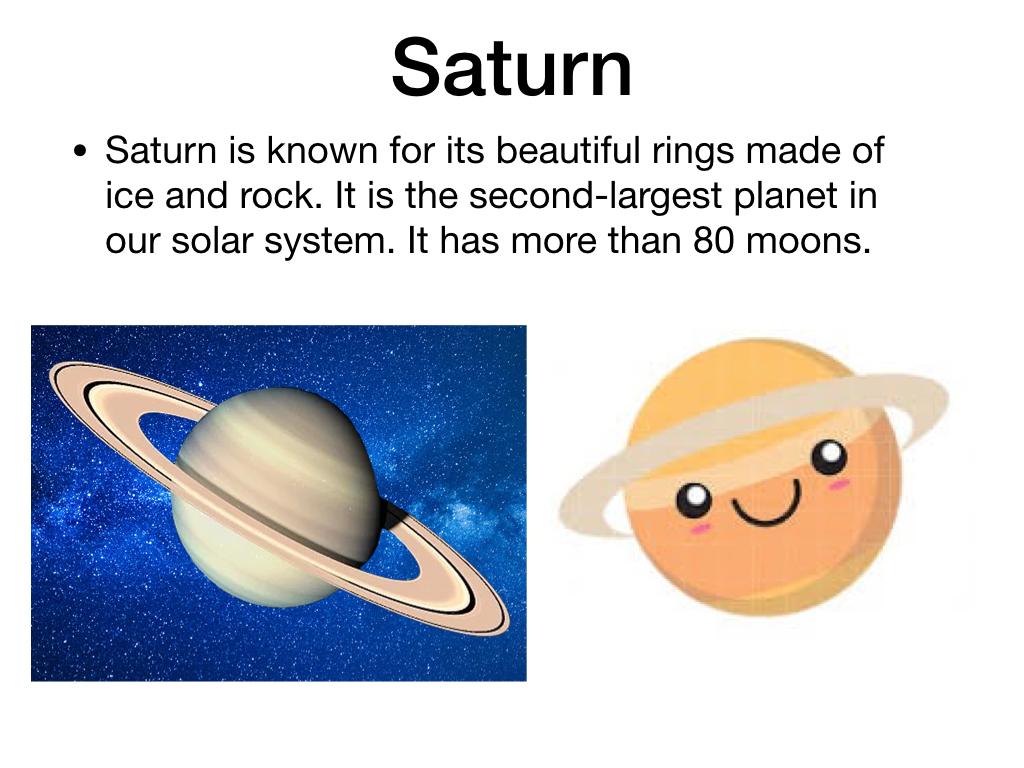 Saturn
• Saturn is known for its beautiful rings made of
ice and rock. It is the second-largest planet in
our solar system. It has more than 80 moons.